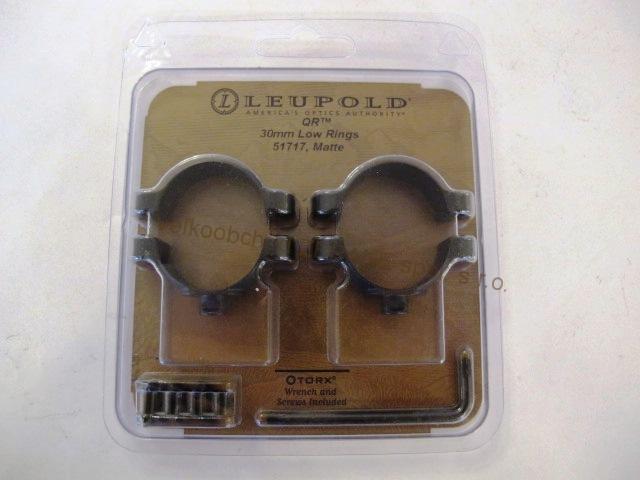 L LEUPOLD®
AMERICA'S OPTICS AUTHORITY®
QR™
30mm Low Rings
51717, Matte
s.r.o.
TORX®
Wrench and
Screws Included